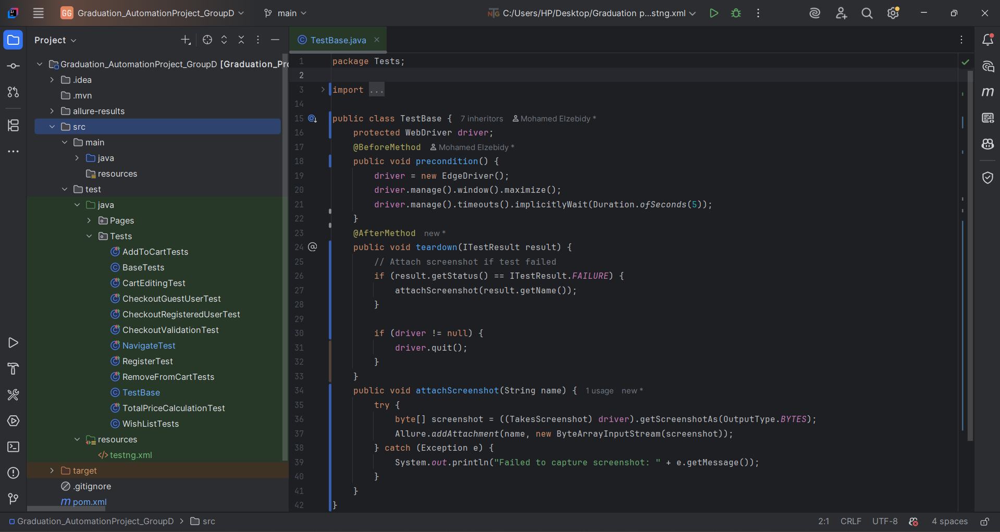 GG Graduation_AutomationProject_GroupD main C:/Users/HP/Desktop/Graduation p...stng.xml
Project
TestBase.java
Graduation_AutomationProject_GroupD [Graduation_Pro
.idea
.mvn
allure-results
src
main
java
resources
test
java
Pages
Tests
AddToCartTests
BaseTests
CartEditingTest
CheckoutGuestUserTest
CheckoutRegisteredUserTest
CheckoutValidationTest
NavigateTest
RegisterTest
RemoveFromCartTests
TestBase
TotalPriceCalculationTest
WishListTests
resources
testng.xml
target
.gitignore
pom.xml
1 package Tests;
2
3 import ...
14
15 public class TestBase { 7 inheritors Mohamed Elzebidy *
16 protected WebDriver driver;
17 @BeforeMethod Mohamed Elzebidy *
18 public void precondition() {
19 driver = new EdgeDriver();
20 driver.manage().window().maximize();
21 driver.manage().timeouts().implicitlyWait(Duration.ofSeconds(5));
22 }
23 @AfterMethod new *
24 public void teardown(ITestResult result) {
25 // Attach screenshot if test failed
26 if (result.getStatus() == ITestResult.FAILURE) {
27 attachScreenshot(result.getName());
28 }
29
30 if (driver != null) {
31 driver.quit();
32 }
33 }
34 public void attachScreenshot(String name) { 1 usage new *
35 try {
36 byte[] screenshot = ((TakesScreenshot) driver).getScreenshotAs(OutputType.BYTES);
37 Allure.addAttachment(name, new ByteArrayInputStream(screenshot));
38 } catch (Exception e) {
39 System.out.println("Failed to capture screenshot: " + e.getMessage());
40 }
41 }
42 }
Graduation_AutomationProject_GroupD > src
2:1 CRLF UTF-8 4 spaces